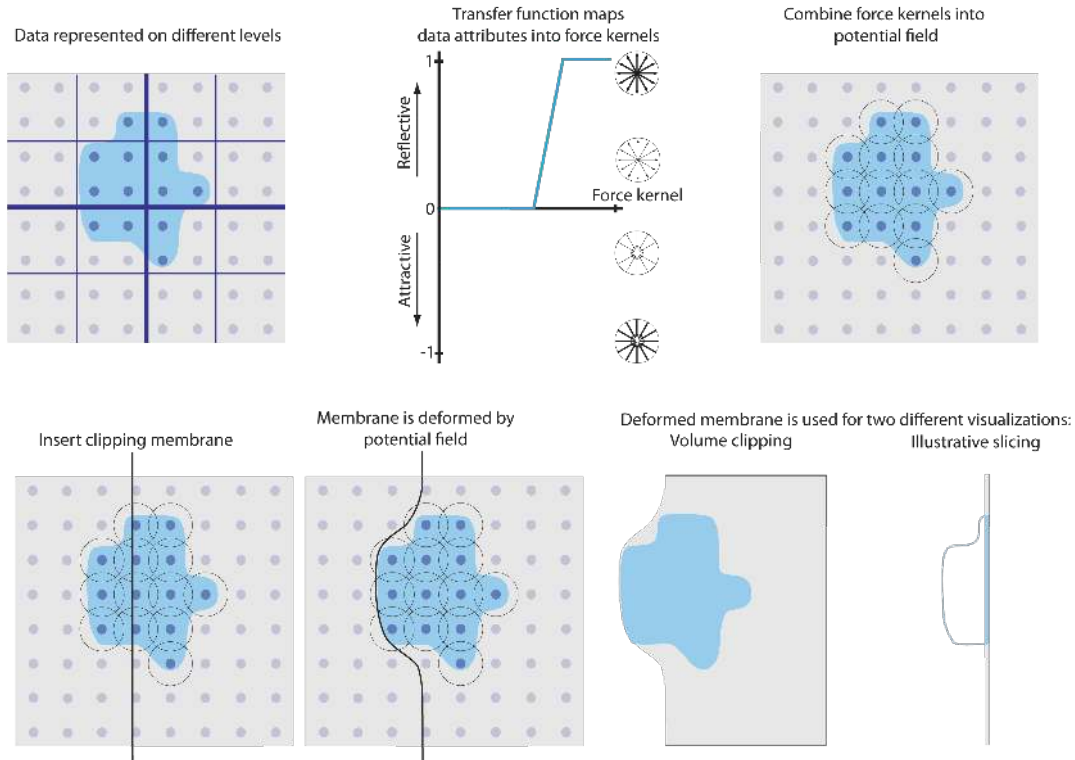 Data represented on different levels
Transfer function maps
data attributes into force kernels
1
Reflective
Force kernel
0
Attractive
-1
Combine force kernels into
potential field
Insert clipping membrane
Membrane is deformed by
potential field
Deformed membrane is used for two different visualizations:
Volume clipping
Illustrative slicing